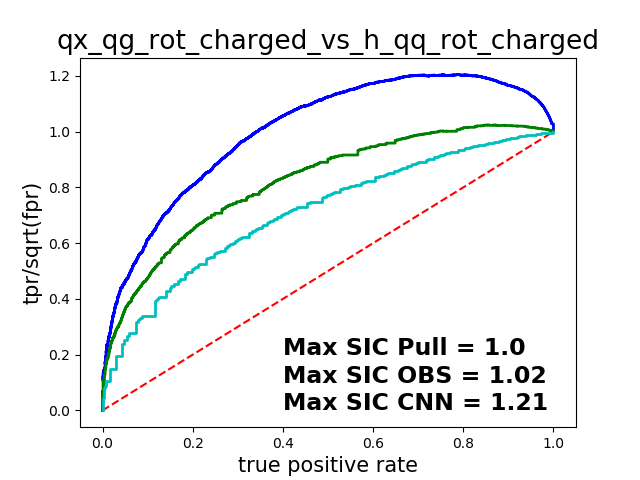 qx_qg_rot_charged_vs_h_qq_rot_charged
tpr/sqrt(fpr)
1.2
1.0
0.8
0.6
0.4
0.2
0.0
Max SIC Pull = 1.0
Max SIC OBS = 1.02
Max SIC CNN = 1.21
0.0 0.2 0.4 0.6 0.8 1.0
true positive rate